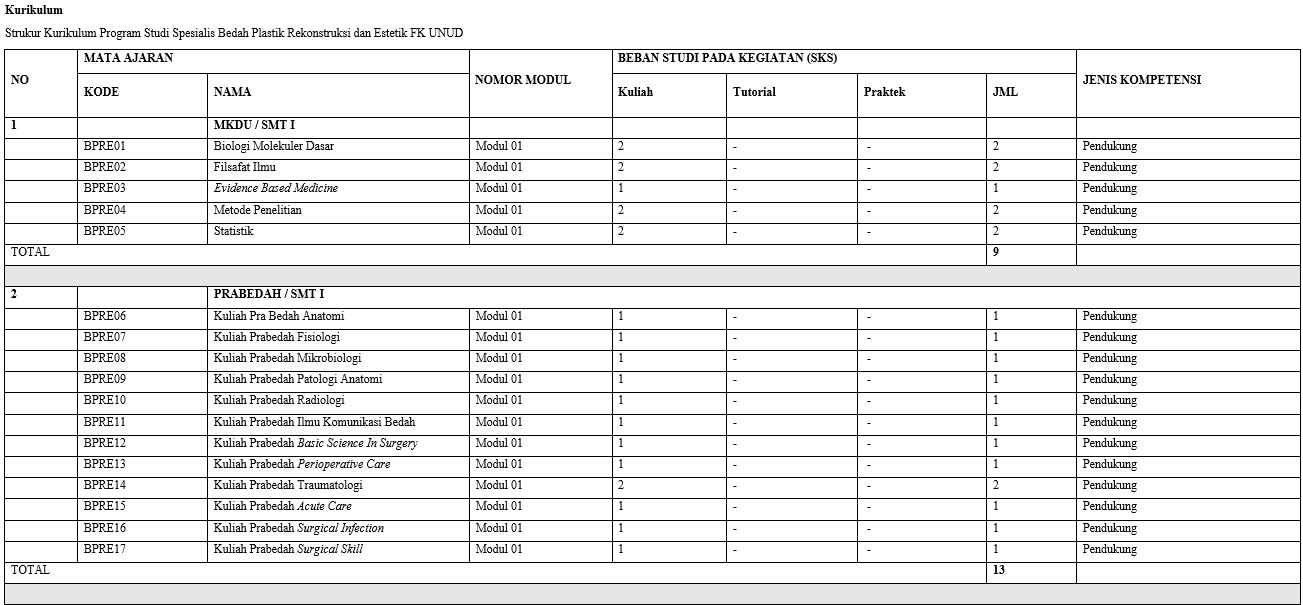 Kurikulum
Strukur Kurikulum Program Studi Spesialis Bedah Plastik Rekonstruksi dan Estetik FK UNUD
NO MATA AJARAN NOMOR MODUL BEBAN STUDI PADA KEGIATAN (SKS) JENIS KOMPETENSI
KODE NAMA Kuliah Tutorial Praktek JML
1 MKDU / SMT I
BPRE01 Biologi Molekuler Dasar Modul 01 2 - - 2 Pendukung
BPRE02 Filsafat Ilmu Modul 01 2 - - 2 Pendukung
BPRE03 Evidence Based Medicine Modul 01 1 - - 1 Pendukung
BPRE04 Metode Penelitian Modul 01 2 - - 2 Pendukung
BPRE05 Statistik Modul 01 2 - - 2 Pendukung
TOTAL 9
2 PRABEDAH / SMT I
BPRE06 Kuliah Pra Bedah Anatomi Modul 01 1 - - 1 Pendukung
BPRE07 Kuliah Prabedah Fisiologi Modul 01 1 - - 1 Pendukung
BPRE08 Kuliah Prabedah Mikrobiologi Modul 01 1 - - 1 Pendukung
BPRE09 Kuliah Prabedah Patologi Anatomi Modul 01 1 - - 1 Pendukung
BPRE10 Kuliah Prabedah Radiologi Modul 01 1 - - 1 Pendukung
BPRE11 Kuliah Prabedah Ilmu Komunikasi Bedah Modul 01 1 - - 1 Pendukung
BPRE12 Kuliah Prabedah Basic Science In Surgery Modul 01 1 - - 1 Pendukung
BPRE13 Kuliah Prabedah Perioperative Care Modul 01 1 - - 1 Pendukung
BPRE14 Kuliah Prabedah Traumatologi Modul 01 2 - - 2 Pendukung
BPRE15 Kuliah Prabedah Acute Care Modul 01 1 - - 1 Pendukung
BPRE16 Kuliah Prabedah Surgical Infection Modul 01 1 - - 1 Pendukung
BPRE17 Kuliah Prabedah Surgical Skill Modul 01 1 - - 1 Pendukung
TOTAL 13